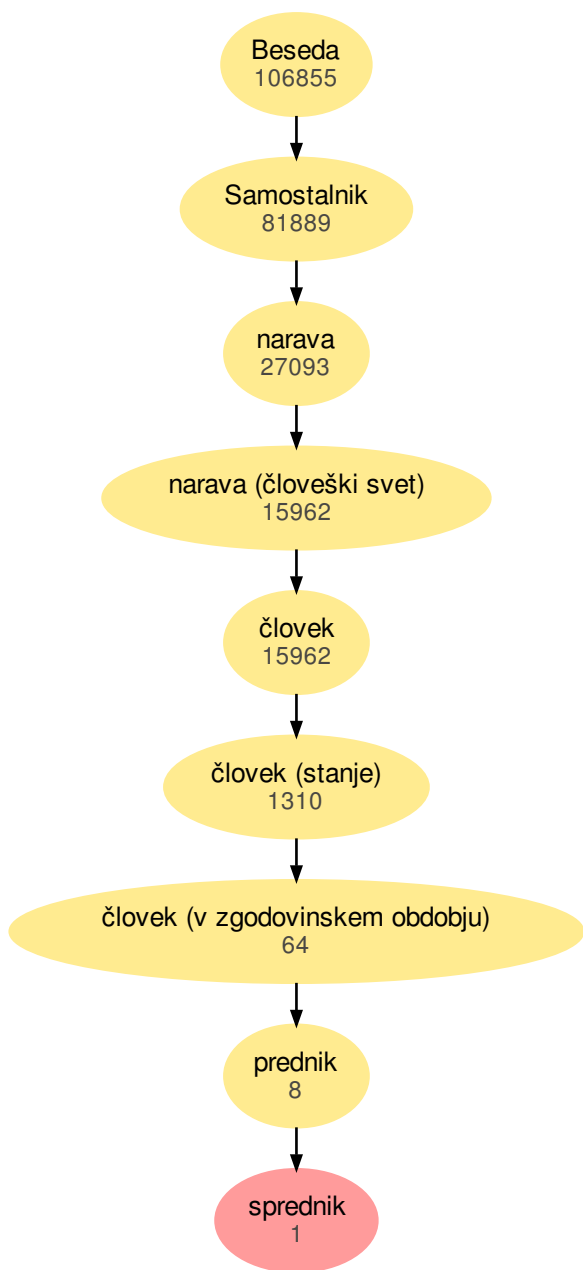 Beseda
106855
Samostalnik
81889
narava
27093
narava (človeški svet)
15962
človek
15962
človek (stanje)
1310
človek (v zgodovinskem obdobju)
64
prednik
8
sprednik
1